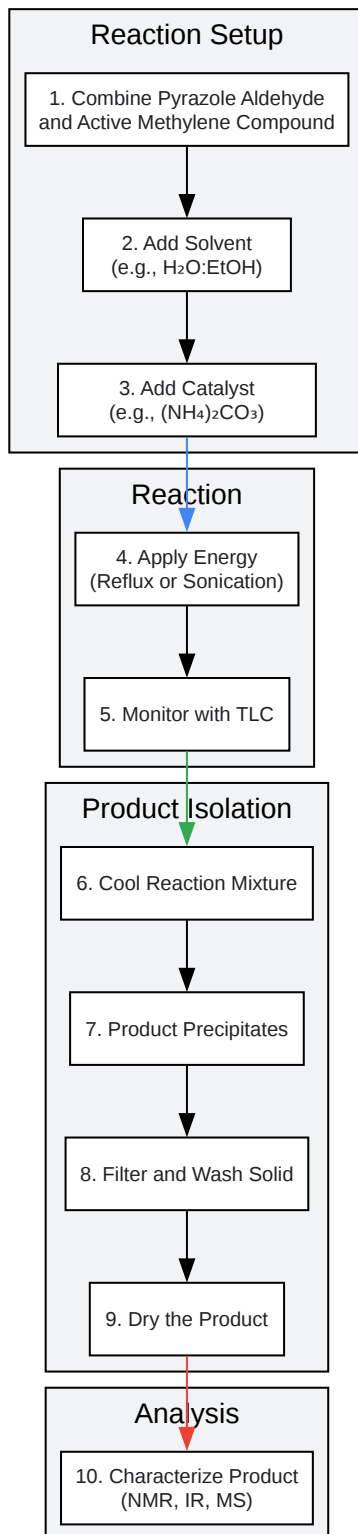 Reaction Setup
1. Combine Pyrazole Aldehyde
and Active Methylene Compound
2. Add Solvent
(e.g., H₂O:EtOH)
3. Add Catalyst
(e.g., (NH₄)₂CO₃)
Reaction
4. Apply Energy
(Reflux or Sonication)
5. Monitor with TLC
Product Isolation
6. Cool Reaction Mixture
7. Product Precipitates
8. Filter and Wash Solid
9. Dry the Product
Analysis
10. Characterize Product
(NMR, IR, MS)